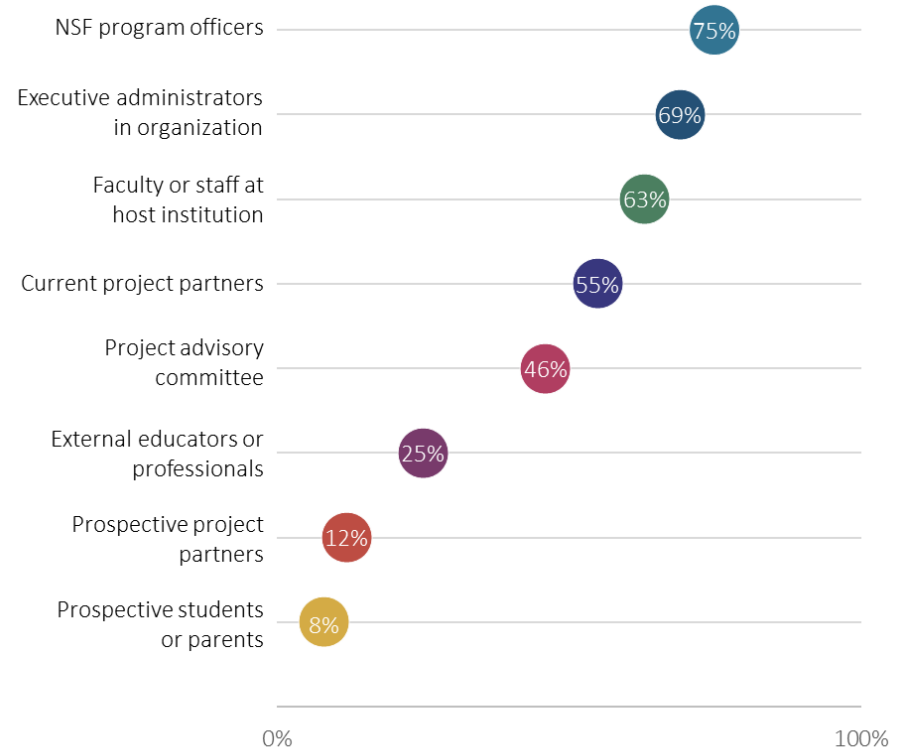 NSF program officers
75%
Executive administrators
in organization
69%
Faculty or staff at
host institution
63%
Current project partners
55%
Project advisory
committee
46%
External educators or
professionals
25%
Prospective project
partners
12%
Prospective students
or parents
8%
0%
100%